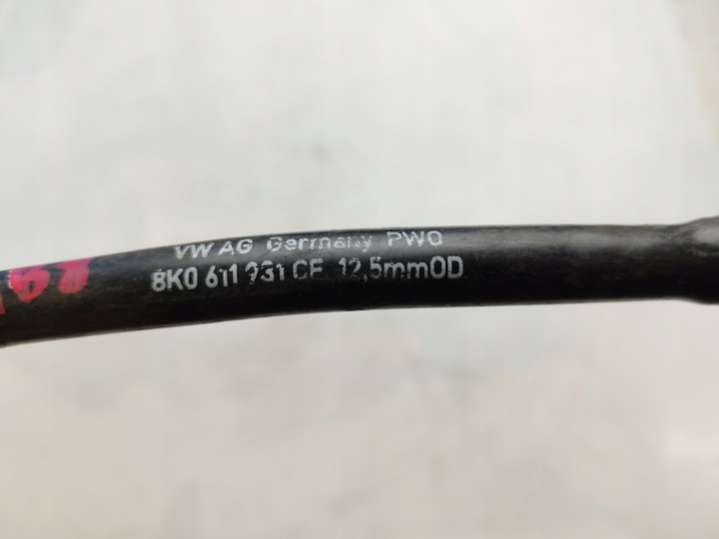 VW AG Germany PWO
8K0 611 931 CF 12,5mmOD